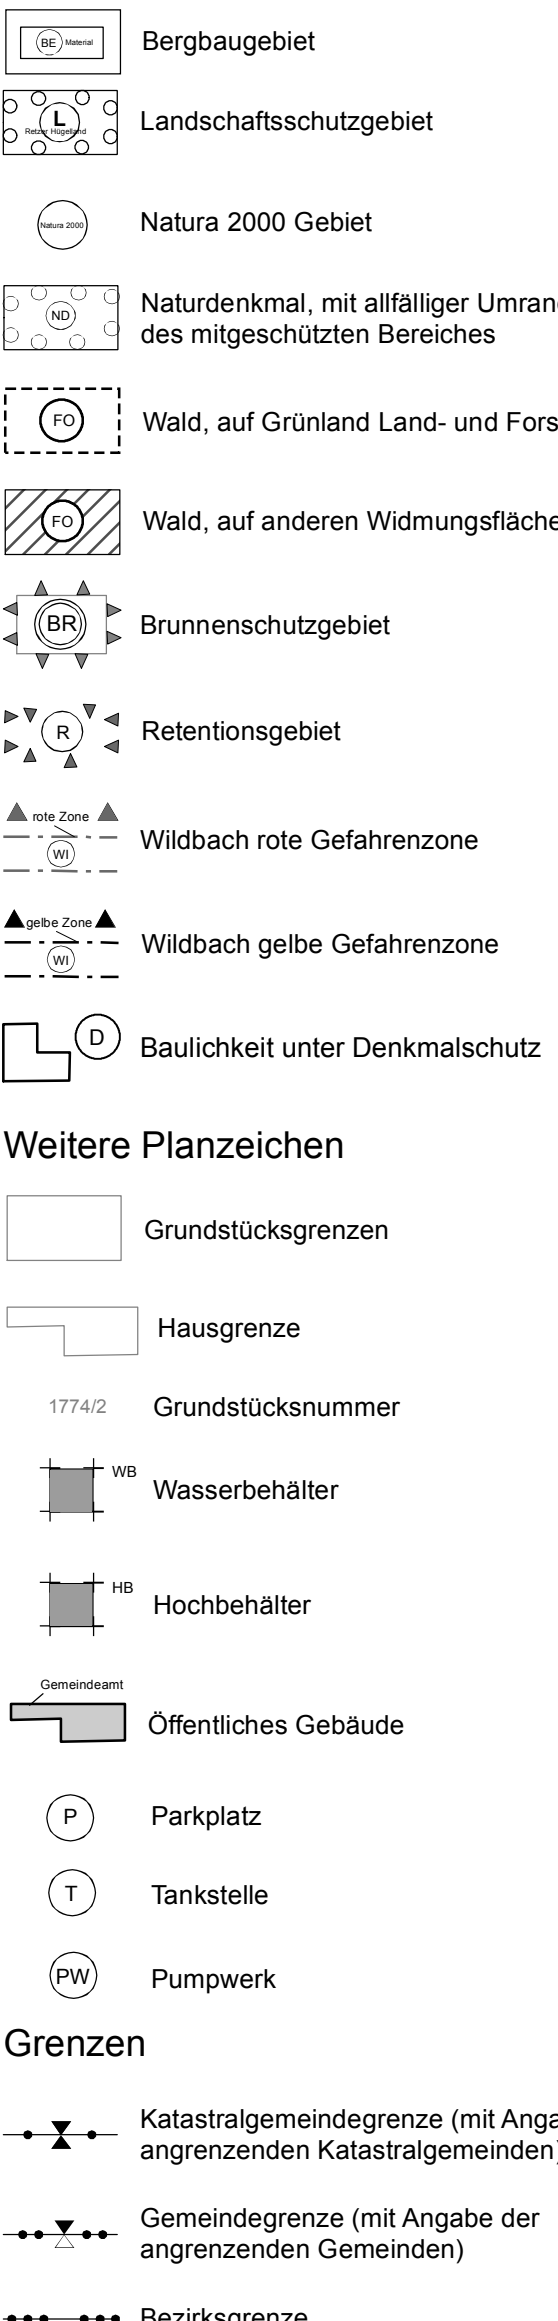 BE Material Bergbaugebiet
L
Retzer Hügelland
Landschaftsschutzgebiet
Natura 2000 Natura 2000 Gebiet
ND
Naturdenkmal, mit allfälliger Umran
des mitgeschützten Bereiches
FO Wald, auf Grünland Land- und Fors
FO Wald, auf anderen Widmungsfläche
BR Brunnenschutzgebiet
R Retentionsgebiet
rote Zone
WI
Wildbach rote Gefahrenzone
gelbe Zone
WI
Wildbach gelbe Gefahrenzone
D Baulichkeit unter Denkmalschutz
Weitere Planzeichen
Grundstücksgrenzen
Hausgrenze
1774/2 Grundstücksnummer
WB
Wasserbehälter
HB
Hochbehälter
Gemeindeamt
Öffentliches Gebäude
P Parkplatz
T Tankstelle
PW Pumpwerk
Grenzen
Katastralgemeindegrenze (mit Anga
angrenzenden Katastralgemeinden)
Gemeindegrenze (mit Angabe der
angrenzenden Gemeinden)
Bezirksgrenze